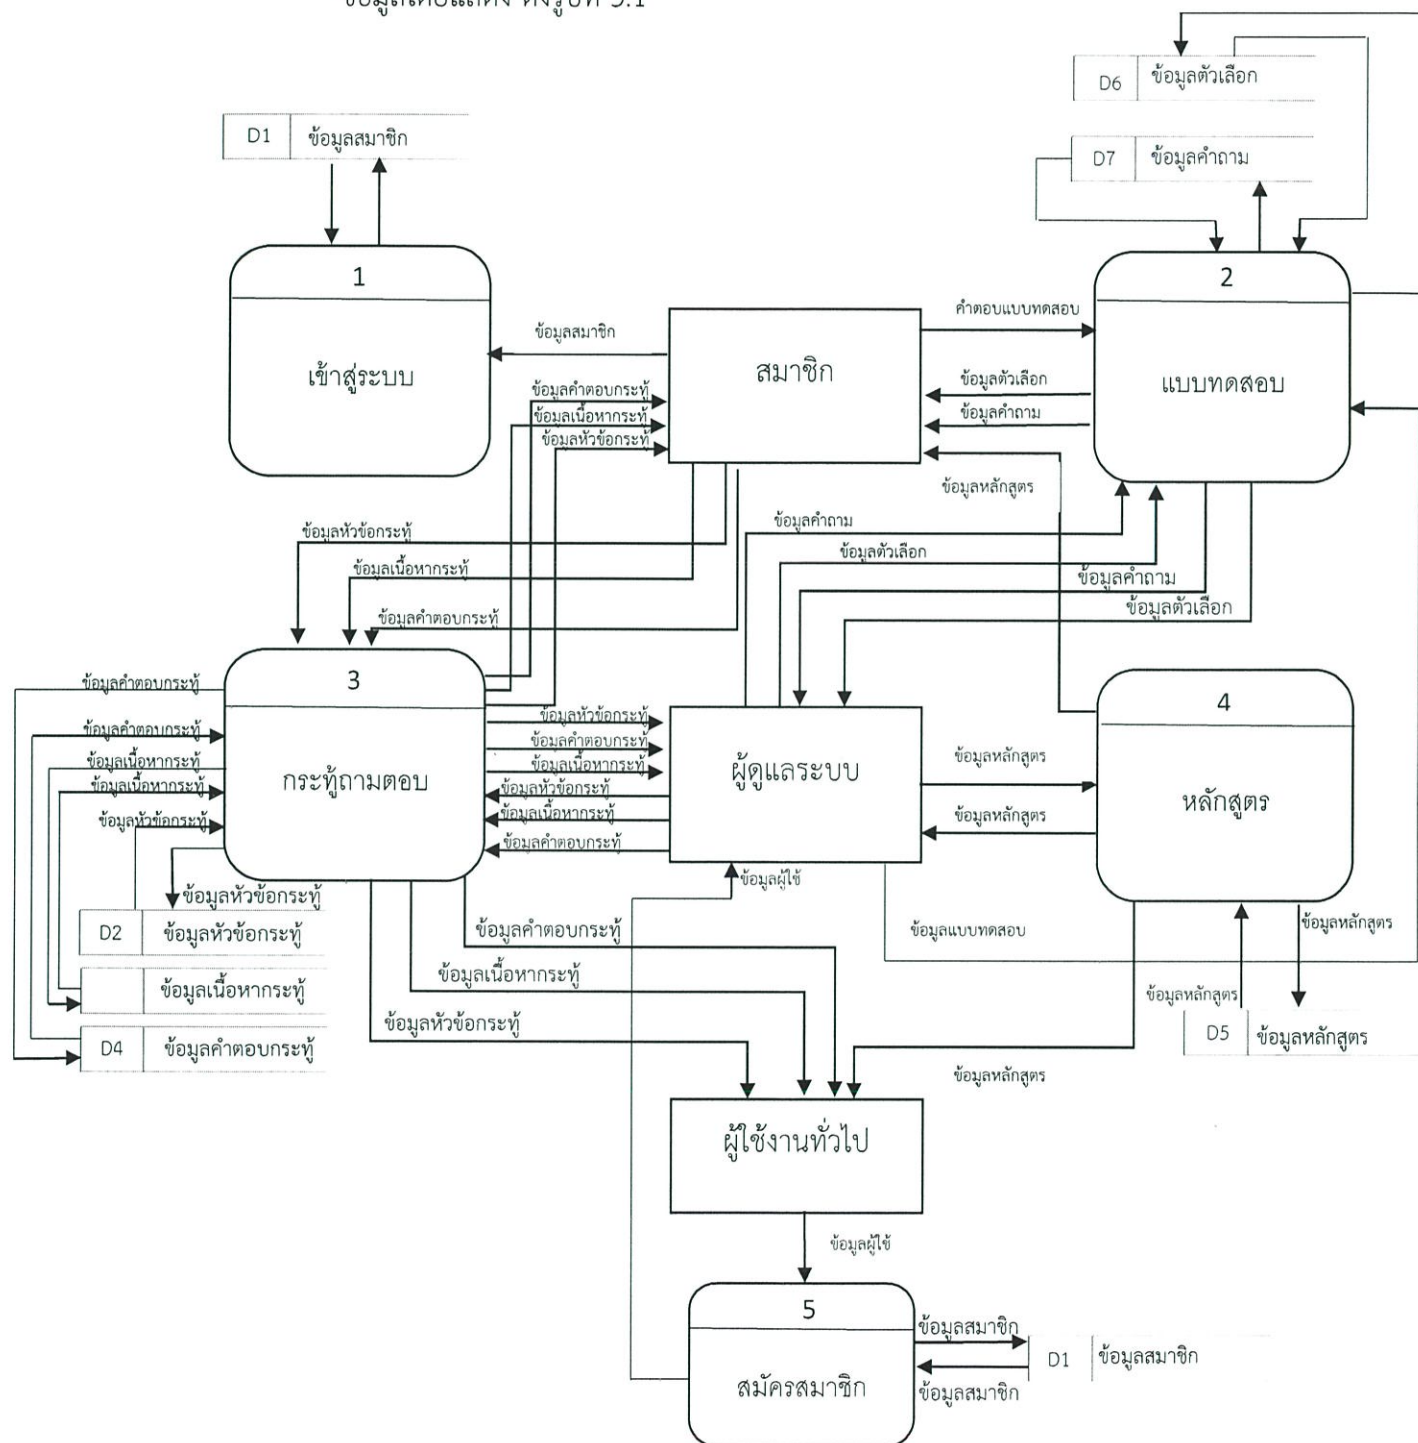 ข้อมูลได้ขอแสดง ดังรูปที่ 3.1
D6 ข้อมูลตัวเลือก
D1 ข้อมูลสมาชิก
D7 ข้อมูลคำถาม
1
2
คำตอบแบบทดสอบ
ข้อมูลสมาชิก
เข้าสู่ระบบ
สมาชิก
แบบทดสอบ
ข้อมูลตัวเลือก
ข้อมูลคำตอบกระทู้
ข้อมูลเนื้อหากระทู้
ข้อมูลคำถาม
ข้อมูลหัวข้อกระทู้
ข้อมูลหลักสูตร
ข้อมูลคำถาม
ข้อมูลหัวข้อกระทู้
ข้อมูลตัวเลือก
ข้อมูลเนื้อหากระทู้
ข้อมูลคำถาม
ข้อมูลตัวเลือก
ข้อมูลคำตอบกระทู้
3
4
ข้อมูลคำตอบกระทู้
ข้อมูลหัวข้อกระทู้
ข้อมูลคำตอบกระทู้
ข้อมูลคำตอบกระทู้
ข้อมูลเนื้อหากระทู้
ข้อมูลเนื้อหากระทู้
กระทู้ถามตอบ
ผู้ดูแลระบบ
ข้อมูลหลักสูตร
หลักสูตร
ข้อมูลเนื้อหากระทู้
ข้อมูลหัวข้อกระทู้
ข้อมูลหัวข้อกระทู้
ข้อมูลเนื้อหากระทู้
ข้อมูลหลักสูตร
ข้อมูลคำตอบกระทู้
ข้อมูลผู้ใช้
ข้อมูลหัวข้อกระทู้
D2 ข้อมูลหัวข้อกระทู้
ข้อมูลคำตอบกระทู้
ข้อมูลแบบทดสอบ
ข้อมูลหลักสูตร
ข้อมูลเนื้อหากระทู้
ข้อมูลเนื้อหากระทู้
ข้อมูลหลักสูตร
ข้อมูลหัวข้อกระทู้
D4 ข้อมูลคำตอบกระทู้
D5 ข้อมูลหลักสูตร
ข้อมูลหลักสูตร
ผู้ใช้งานทั่วไป
ข้อมูลผู้ใช้
5
ข้อมูลสมาชิก
D1 ข้อมูลสมาชิก
สมัครสมาชิก
ข้อมูลสมาชิก